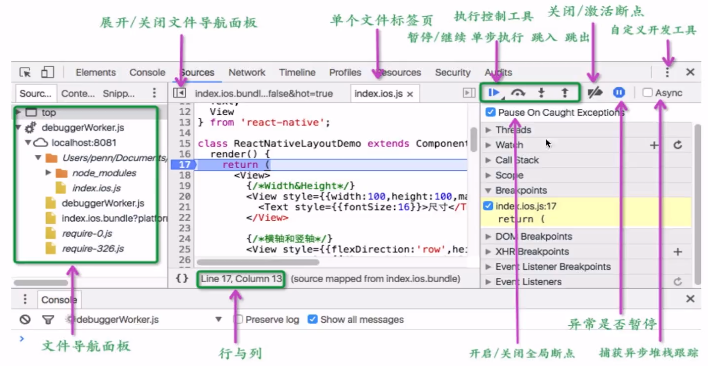 展开/关闭文件导航面板
单个文件标签页
执行控制工具
暂停/继续 单步执行 跳入 跳出
关闭/激活断点
自定义开发工具
Elements Console Sources Network Timeline Profiles Resources Security Audits
Sourc... Conte... Snipp...
index.ios.bundl...false&hot=true
index.ios.js ×
Async
top
debuggerWorker.js
localhost:8081
Users/penn/Documents/
node_modules
index.ios.js
debuggerWorker.js
index.ios.bundle?platfor
require-0.js
require-326.js
11 Text,
12 View
13 } from 'react-native';
14
15 class ReactNativeLayoutDemo extends Componen
16 render() {
17 return (
18 <View>
19 {/*Width&Height*/}
20 <View style={{width:100,height:100,ma
21 <Text style={{fontSize:16}}>尺寸</T
22 </View>
23
24 {/*横轴和竖轴*/}
25 <View style={{flexDirection:'row',hei
26
{} Line 17, Column 13 (source mapped from index.ios.bundle)
Pause On Caught Exceptions
Threads
Watch
Call Stack
Scope
Breakpoints
index.ios.js:17
return (
DOM Breakpoints
XHR Breakpoints
Event Listener Breakpoints
Event Listeners
Console
debuggerWorker.js
Preserve log
Show all messages
文件导航面板
行与列
开启/关闭全局断点
异常是否暂停
捕获异步堆栈跟踪